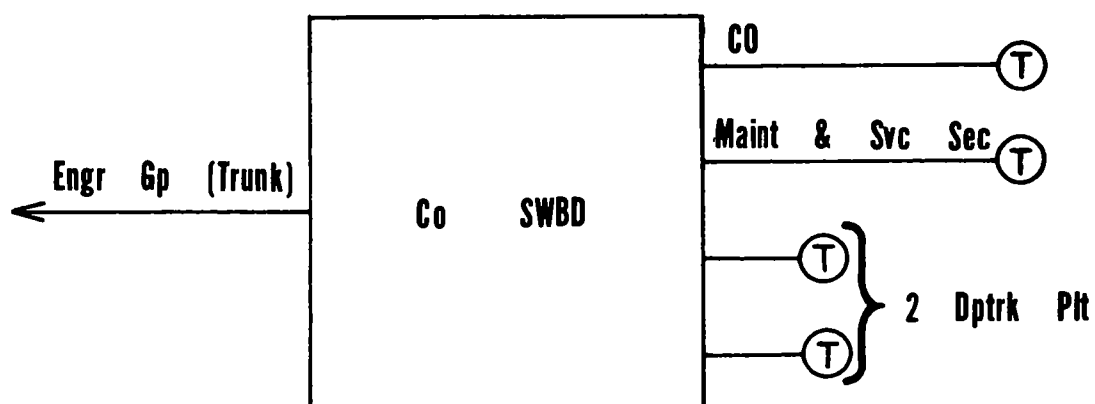 CO
T
Maint & Svc Sec
T
Engr Gp (Trunk)
Co SWBD
T
2 Dptrk Plt
T